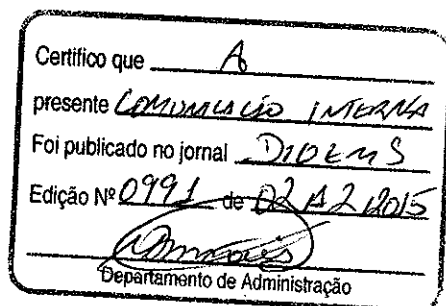 Certifico que A
presente COMUNICAÇÃO INTERNA
Foi publicado no jornal DIDEMS
Edição Nº 0991 de 02 12 2015
Departamento de Administração